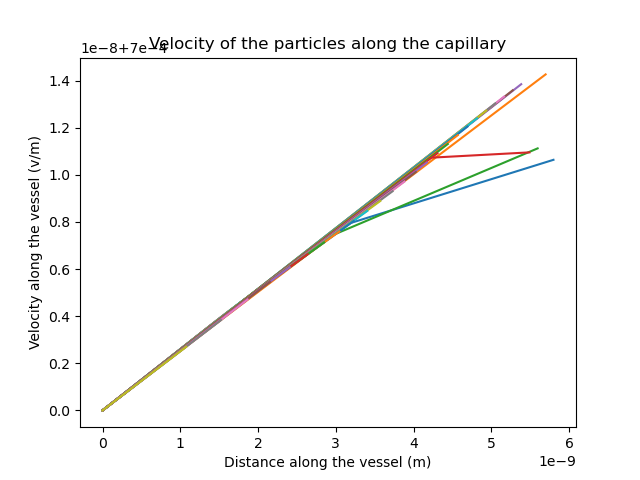 Velocity of the particles along the capillary
1e−8+7e−4
1.4
1.2
1.0
0.8
0.6
0.4
0.2
0.0
Velocity along the vessel (v/m)
0 1 2 3 4 5 6
1e−9
Distance along the vessel (m)